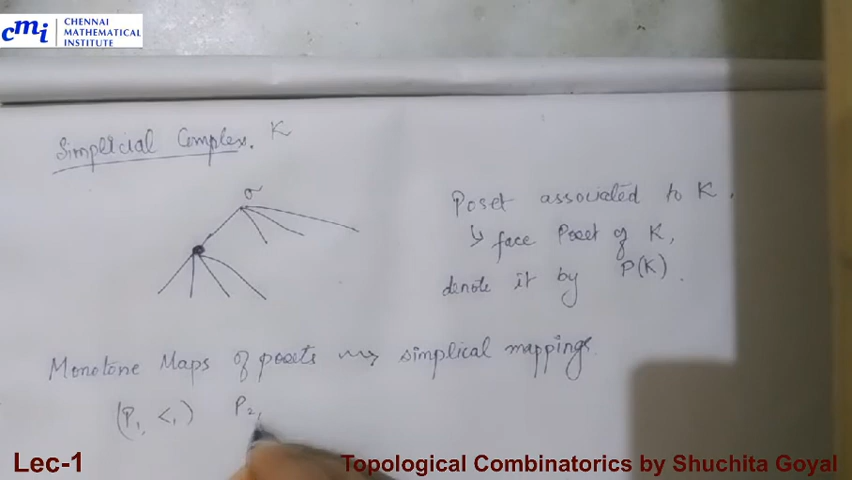 cmi
CHENNAI
MATHEMATICAL
INSTITUTE
Simplicial Complex. K
σ
Poset associated to K.
↳ face Poset of K,
denote it by P(K).
Monotone Maps of posets ⇝ simplical mappings.
(P₁, <₁) P₂,
Lec-1
Topological Combinatorics by Shuchita Goyal